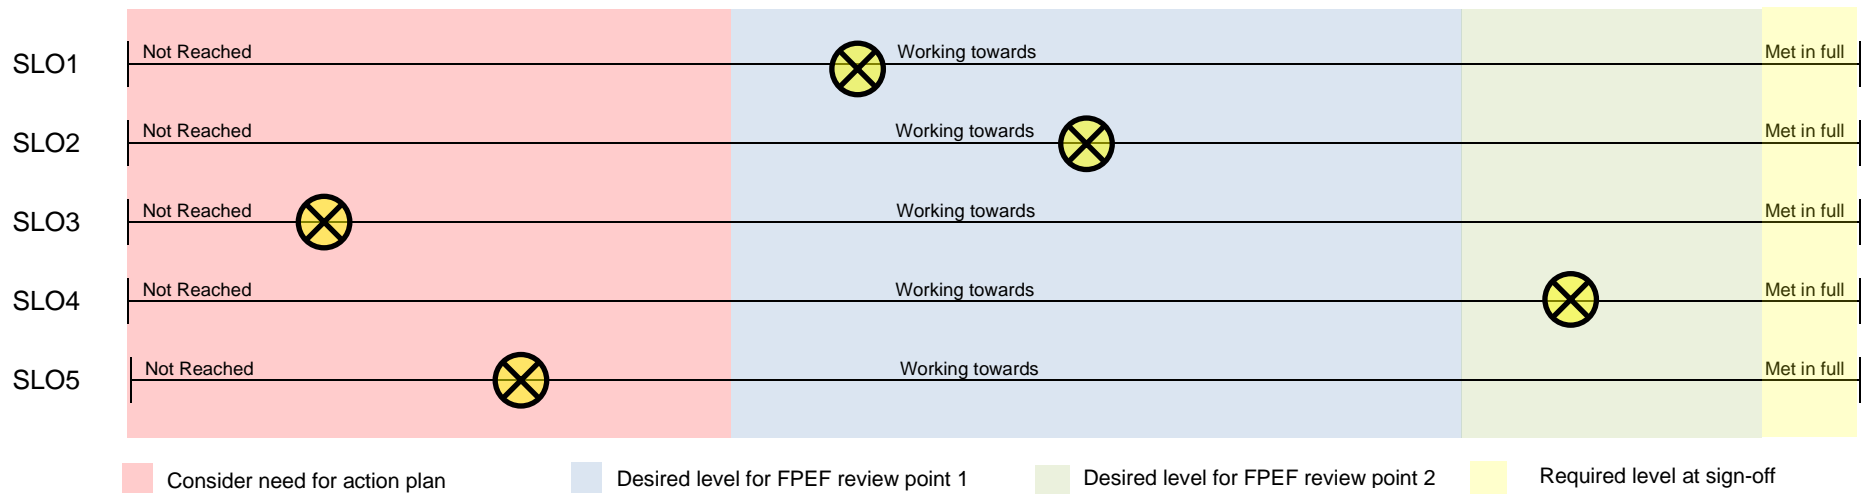 SLO1 Not Reached Working towards Met in full
SLO2 Not Reached Working towards Met in full
SLO3 Not Reached Working towards Met in full
SLO4 Not Reached Working towards Met in full
SLO5 Not Reached Working towards Met in full
Consider need for action plan Desired level for FPEF review point 1 Desired level for FPEF review point 2 Required level at sign-off